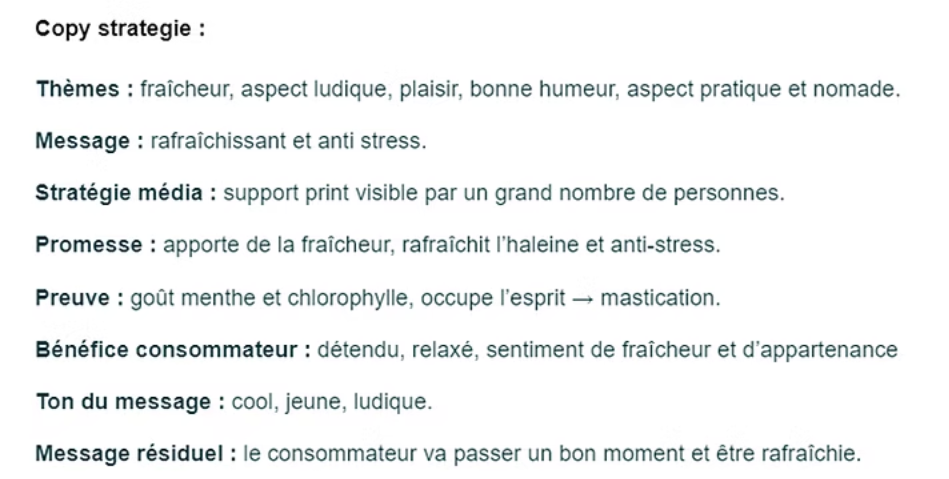 Copy strategie :
Thèmes : fraîcheur, aspect ludique, plaisir, bonne humeur, aspect pratique et nomade.
Message : rafraîchissant et anti stress.
Stratégie média : support print visible par un grand nombre de personnes.
Promesse : apporte de la fraîcheur, rafraîchit l'haleine et anti-stress.
Preuve : goût menthe et chlorophylle, occupe l'esprit → mastication.
Bénéfice consommateur : détendu, relaxé, sentiment de fraîcheur et d'appartenance
Ton du message : cool, jeune, ludique.
Message résiduel : le consommateur va passer un bon moment et être rafraîchie.